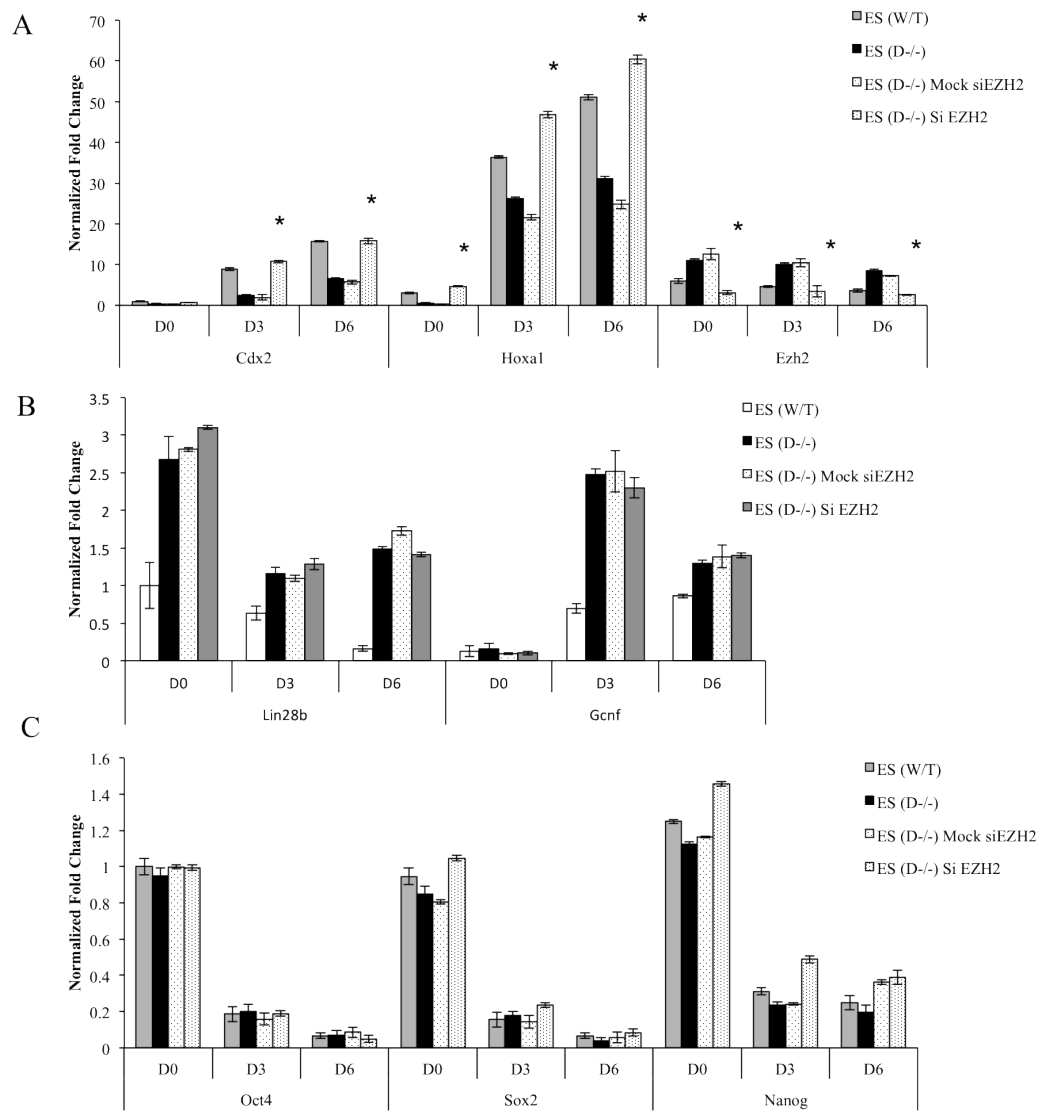 A
Normalized Fold Change
70
60
50
40
30
20
10
0
* * * * * * * *
D0 D3 D6 D0 D3 D6 D0 D3 D6
Cdx2 Hoxa1 Ezh2
ES (W/T)
ES (D-/-)
ES (D-/-) Mock siEZH2
ES (D-/-) Si EZH2
B
Normalized Fold Change
3.5
3
2.5
2
1.5
1
0.5
0
D0 D3 D6 D0 D3 D6
Lin28b Gcnf
ES (W/T)
ES (D-/-)
ES (D-/-) Mock siEZH2
ES (D-/-) Si EZH2
C
Normalized Fold Change
1.6
1.4
1.2
1
0.8
0.6
0.4
0.2
0
D0 D3 D6 D0 D3 D6 D0 D3 D6
Oct4 Sox2 Nanog
ES (W/T)
ES (D-/-)
ES (D-/-) Mock siEZH2
ES (D-/-) Si EZH2